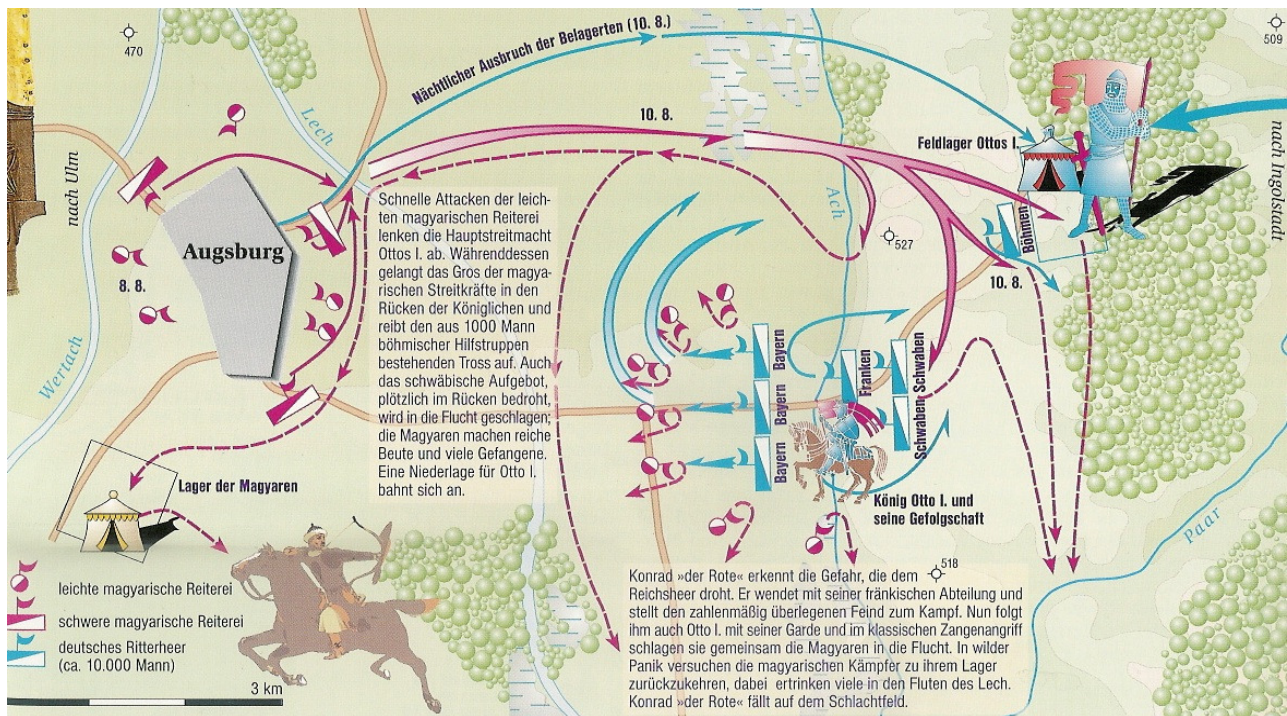 470
509
Nächtlicher Ausbruch der Belagerten (10. 8.)
Lech
10. 8.
nach Ulm
nach Ingolstadt
Feldlager Ottos I.
Böhmen
10. 8.
Ach
527
Augsburg
8. 8.
Wertach
Schnelle Attacken der leich-
ten magyarischen Reiterei
lenken die Hauptstreitmacht
Ottos I. ab. Währenddessen
gelangt das Gros der magya-
rischen Streitkräfte in den
Rücken der Königlichen und
reibt den aus 1000 Mann
böhmischer Hilfstruppen
bestehenden Tross auf. Auch
das schwäbische Aufgebot,
plötzlich im Rücken bedroht,
wird in die Flucht geschlagen;
die Magyaren machen reiche
Beute und viele Gefangene.
Eine Niederlage für Otto I.
bahnt sich an.
Bayern
Bayern
Bayern
Franken
Schwaben
Schwaben
König Otto I. und
seine Gefolgschaft
Lager der Magyaren
Paar
518
Konrad »der Rote« erkennt die Gefahr, die dem
Reichsheer droht. Er wendet mit seiner fränkischen Abteilung und
stellt den zahlenmäßig überlegenen Feind zum Kampf. Nun folgt
ihm auch Otto I. mit seiner Garde und im klassischen Zangenangriff
schlagen sie gemeinsam die Magyaren in die Flucht. In wilder
Panik versuchen die magyarischen Kämpfer zu ihrem Lager
zurückzukehren, dabei ertrinken viele in den Fluten des Lech.
Konrad »der Rote« fällt auf dem Schlachtfeld.
leichte magyarische Reiterei
schwere magyarische Reiterei
deutsches Ritterheer
(ca. 10.000 Mann)
3 km